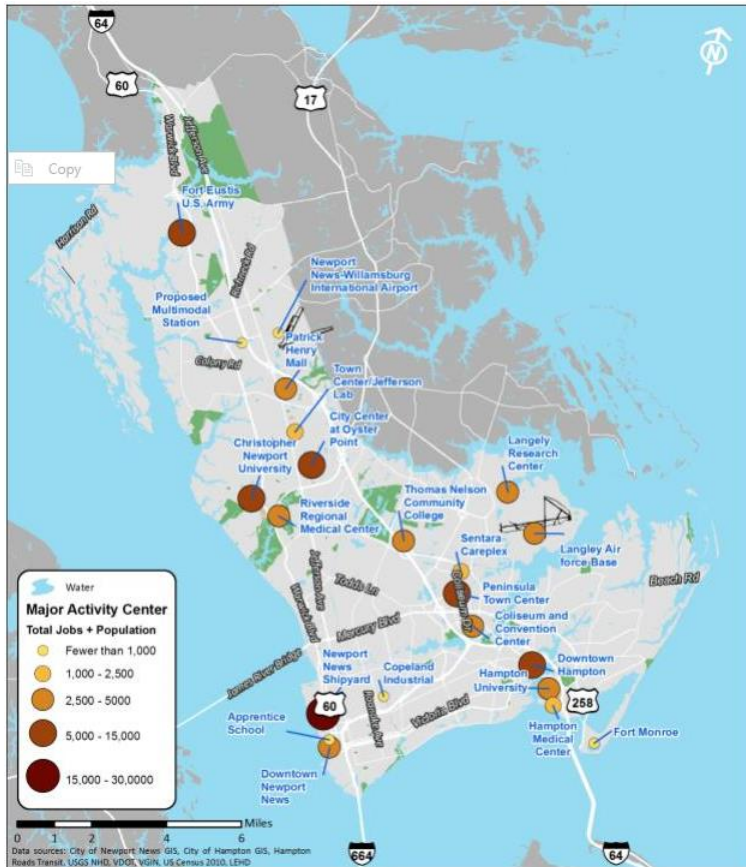 64
60
17
N
Warwick Blvd
Jefferson Ave
Copy
Fort Eustis
U.S. Army
Harrison Rd
Richneck Rd
Newport
News-Willamsburg
International Airport
Proposed
Multimodal
Station
Patrick
Henry
Mall
Colony Rd
Town
Center/Jefferson
Lab
City Center
at Oyster
Point
Christopher
Newport
University
Langely
Research
Center
Riverside
Regional
Medical Center
Thomas Nelson
Community
College
Sentara
Careplex
Langley Air
force Base
Beach Rd
Jefferson Ave
Warwick Blvd
Todds Ln
Coliseum Dr
Peninsula
Town Center
Mercury Blvd
Coliseum and
Convention
Center
James River Bridge
Newport
News
Shipyard
Copeland
Industrial
Downtown
Hampton
Hampton
University
60
258
Roanoke Ave
Victoria Blvd
Apprentice
School
Hampton
Medical
Center
Fort Monroe
Downtown
Newport
News
664
64
Water
Major Activity Center
Total Jobs + Population
Fewer than 1,000
1,000 - 2,500
2,500 - 5000
5,000 - 15,000
15,000 - 30,0000
Miles
0 1 2 4 6
Data sources: City of Newport News GIS, City of Hampton GIS, Hampton
Roads Transit, USGS NHD, VDOT, VGIN, US Census 2010, LEHD